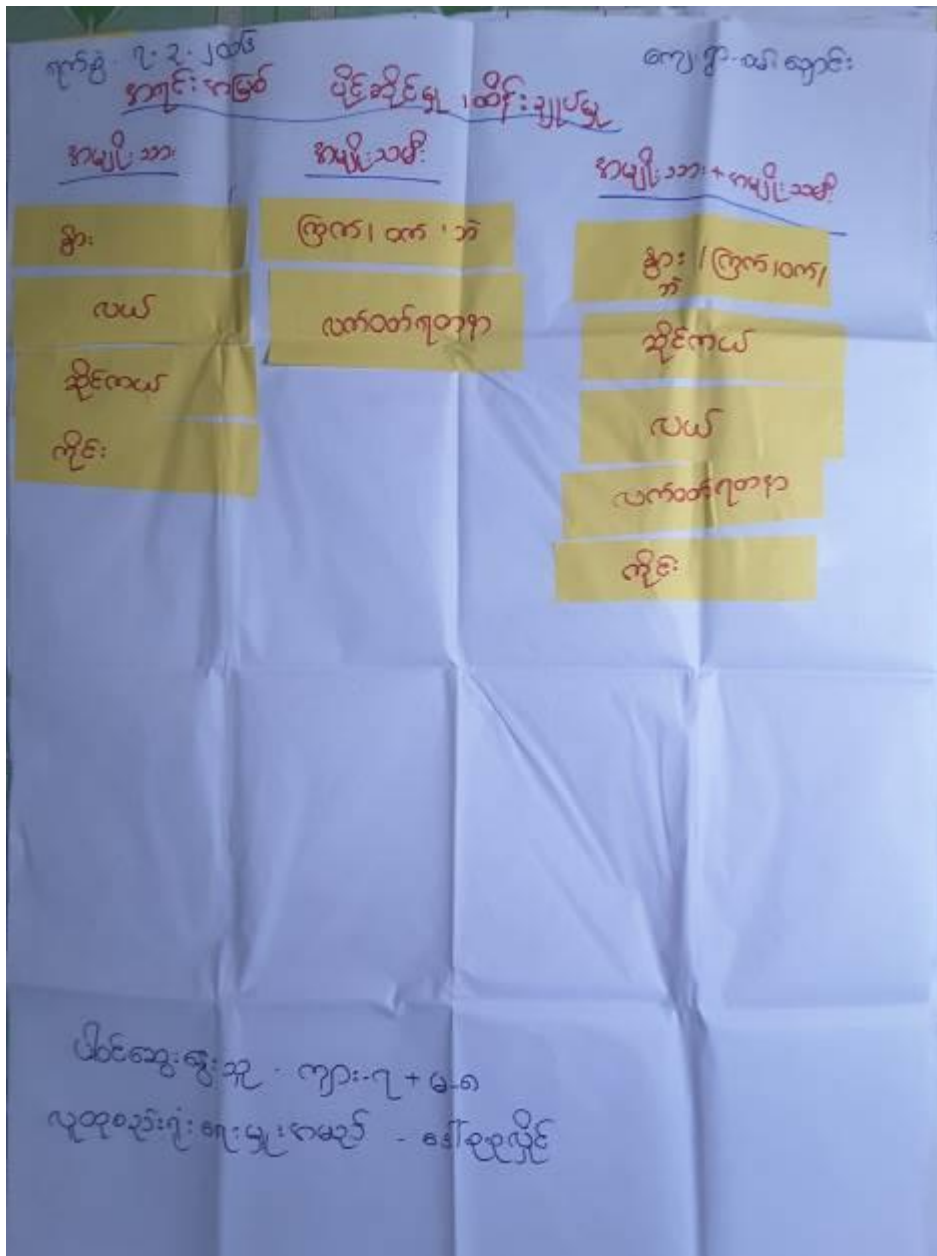 ရက်စွဲ - ၇.၃.၂၀၁၆
ကျေးရွာ - ထမ်းရှောင်း
အရင်းအမြစ် ပိုင်ဆိုင်မှု၊ ထိန်းချုပ်မှု
အမျိုးသား
နွား
လယ်
ဆိုင်ကယ်
ကိုင်း
အမျိုးသမီး
ကြက်၊ ဝက်၊ ဘဲ
လက်ဝတ်ရတနာ
အမျိုးသား + အမျိုးသမီး
နွား၊ ကြက်၊ ဝက်၊
ဘဲ
ဆိုင်ကယ်
လယ်
လက်ဝတ်ရတနာ
ကိုင်း
ပါဝင်ဆွေးနွေးသူ - ကျား-၇ + မ-၈
လူထုစည်းရုံးရေးမှူးအမည် - ဒေါ်စုစုလှိုင်